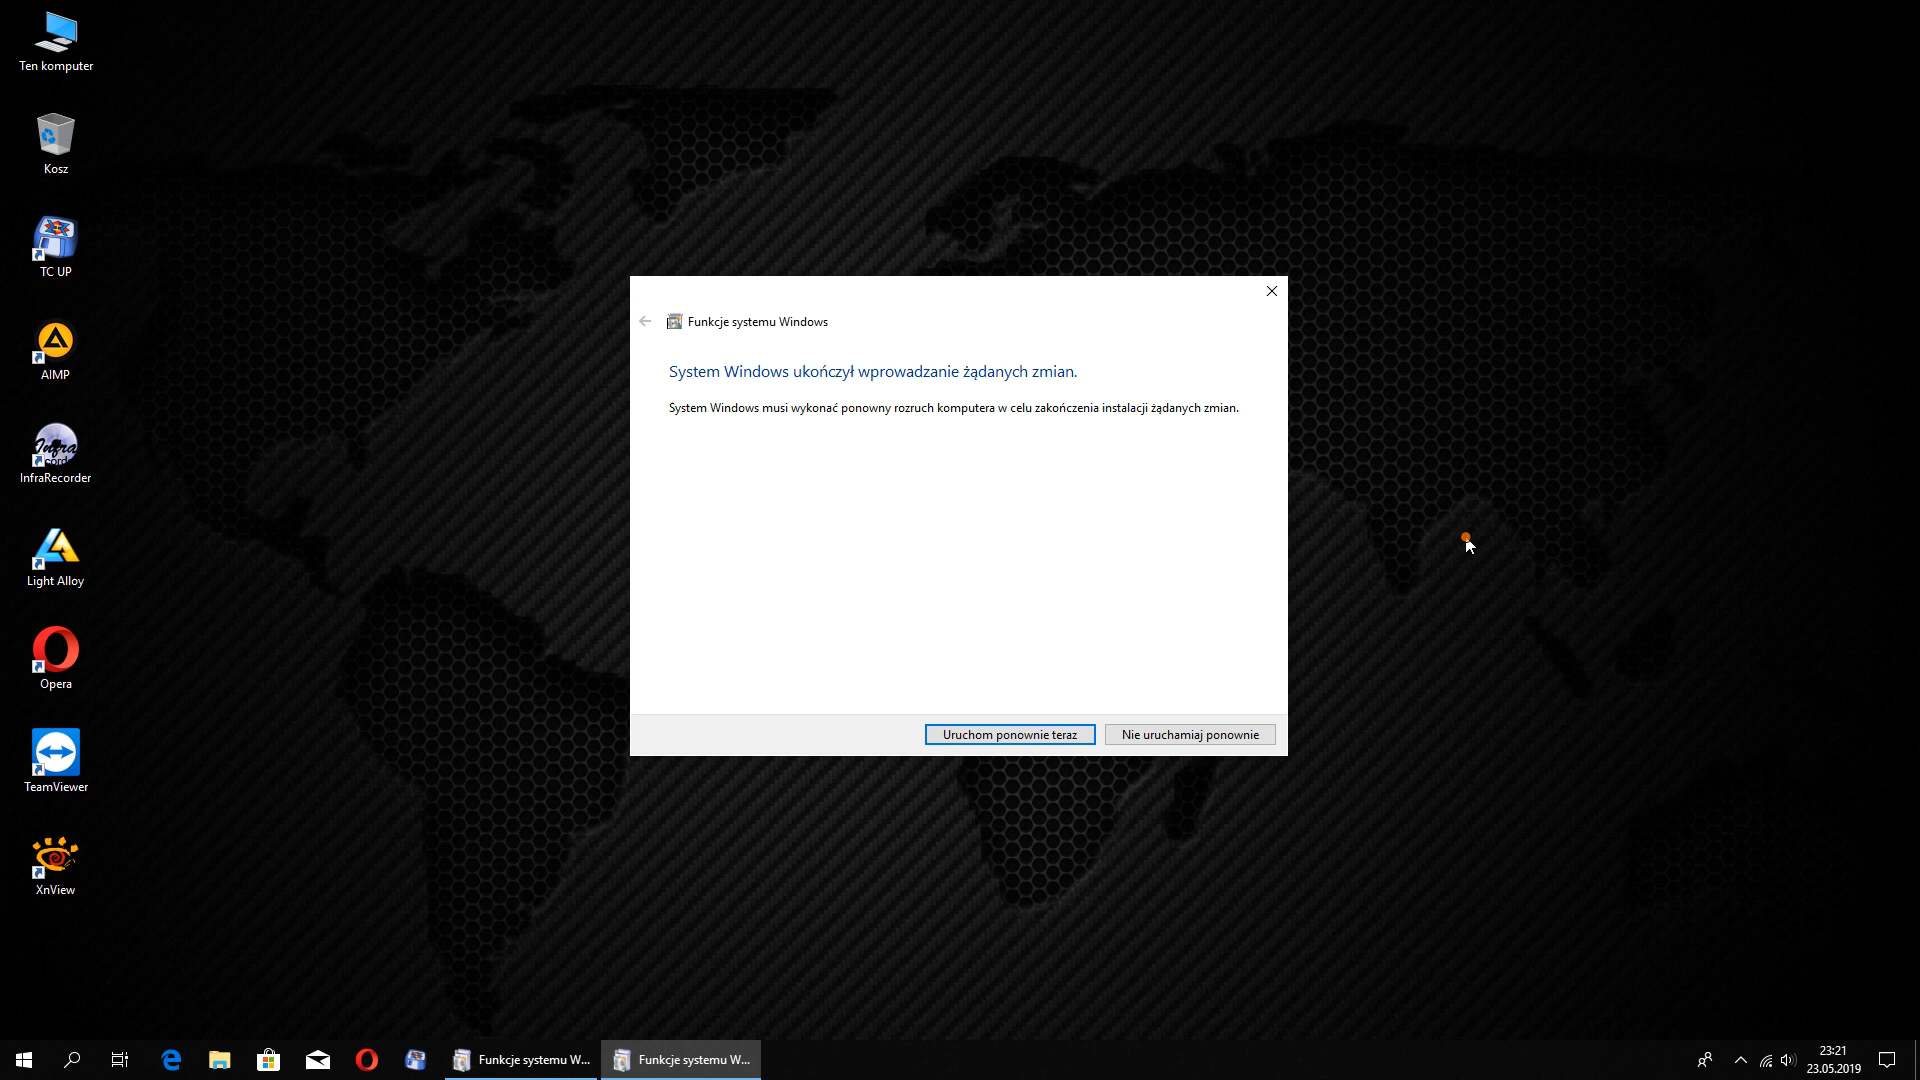 Ten komputer
Kosz
TC UP
AIMP
InfraRecorder
Light Alloy
Opera
TeamViewer
XnView
Funkcje systemu Windows
System Windows ukończył wprowadzanie żądanych zmian.
System Windows musi wykonać ponowny rozruch komputera w celu zakończenia instalacji żądanych zmian.
Uruchom ponownie teraz
Nie uruchamiaj ponownie
Funkcje systemu W...
Funkcje systemu W...
23:21
23.05.2019